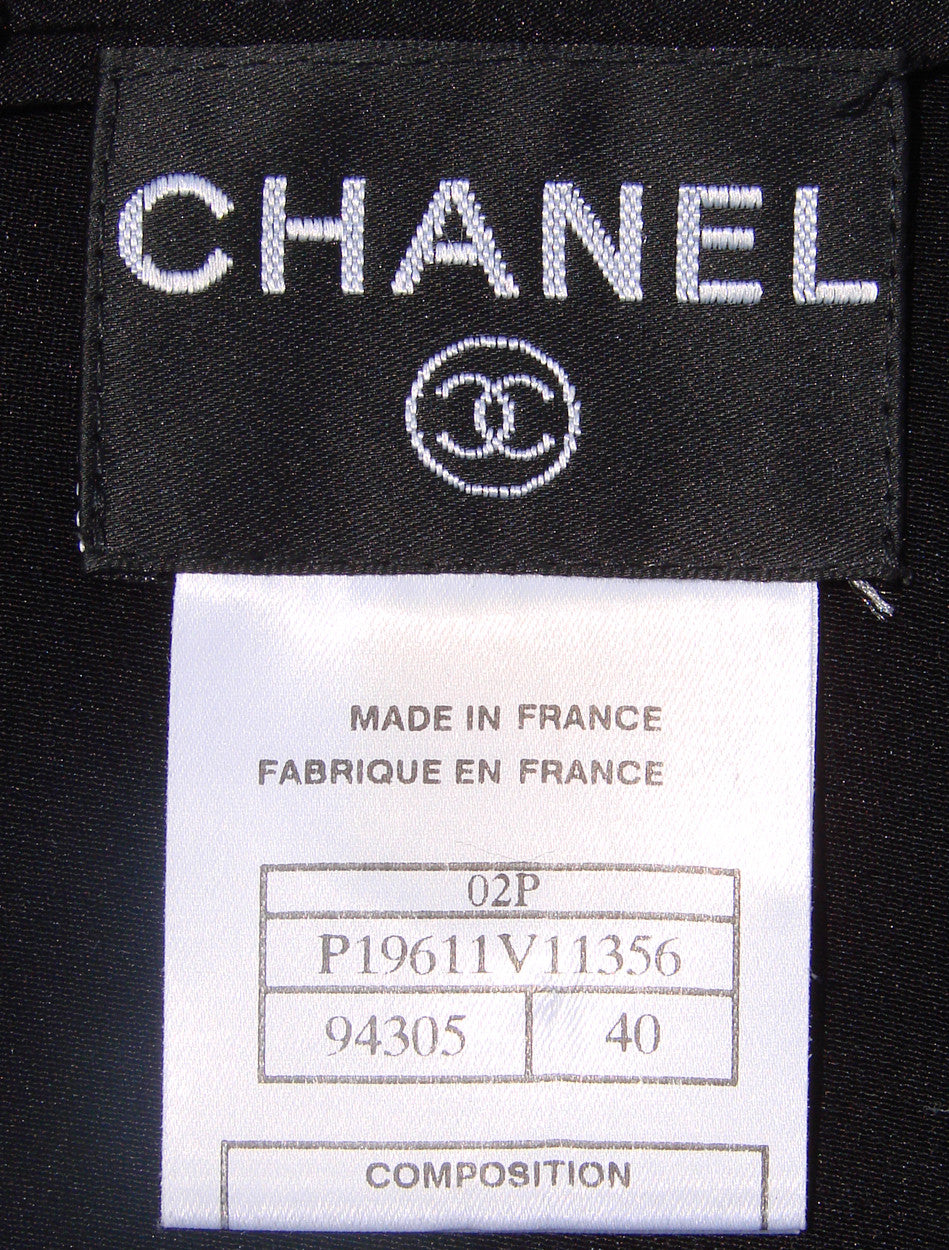 CHANEL
MADE IN FRANCE
FABRIQUE EN FRANCE
02P
P19611V11356
94305 40
COMPOSITION